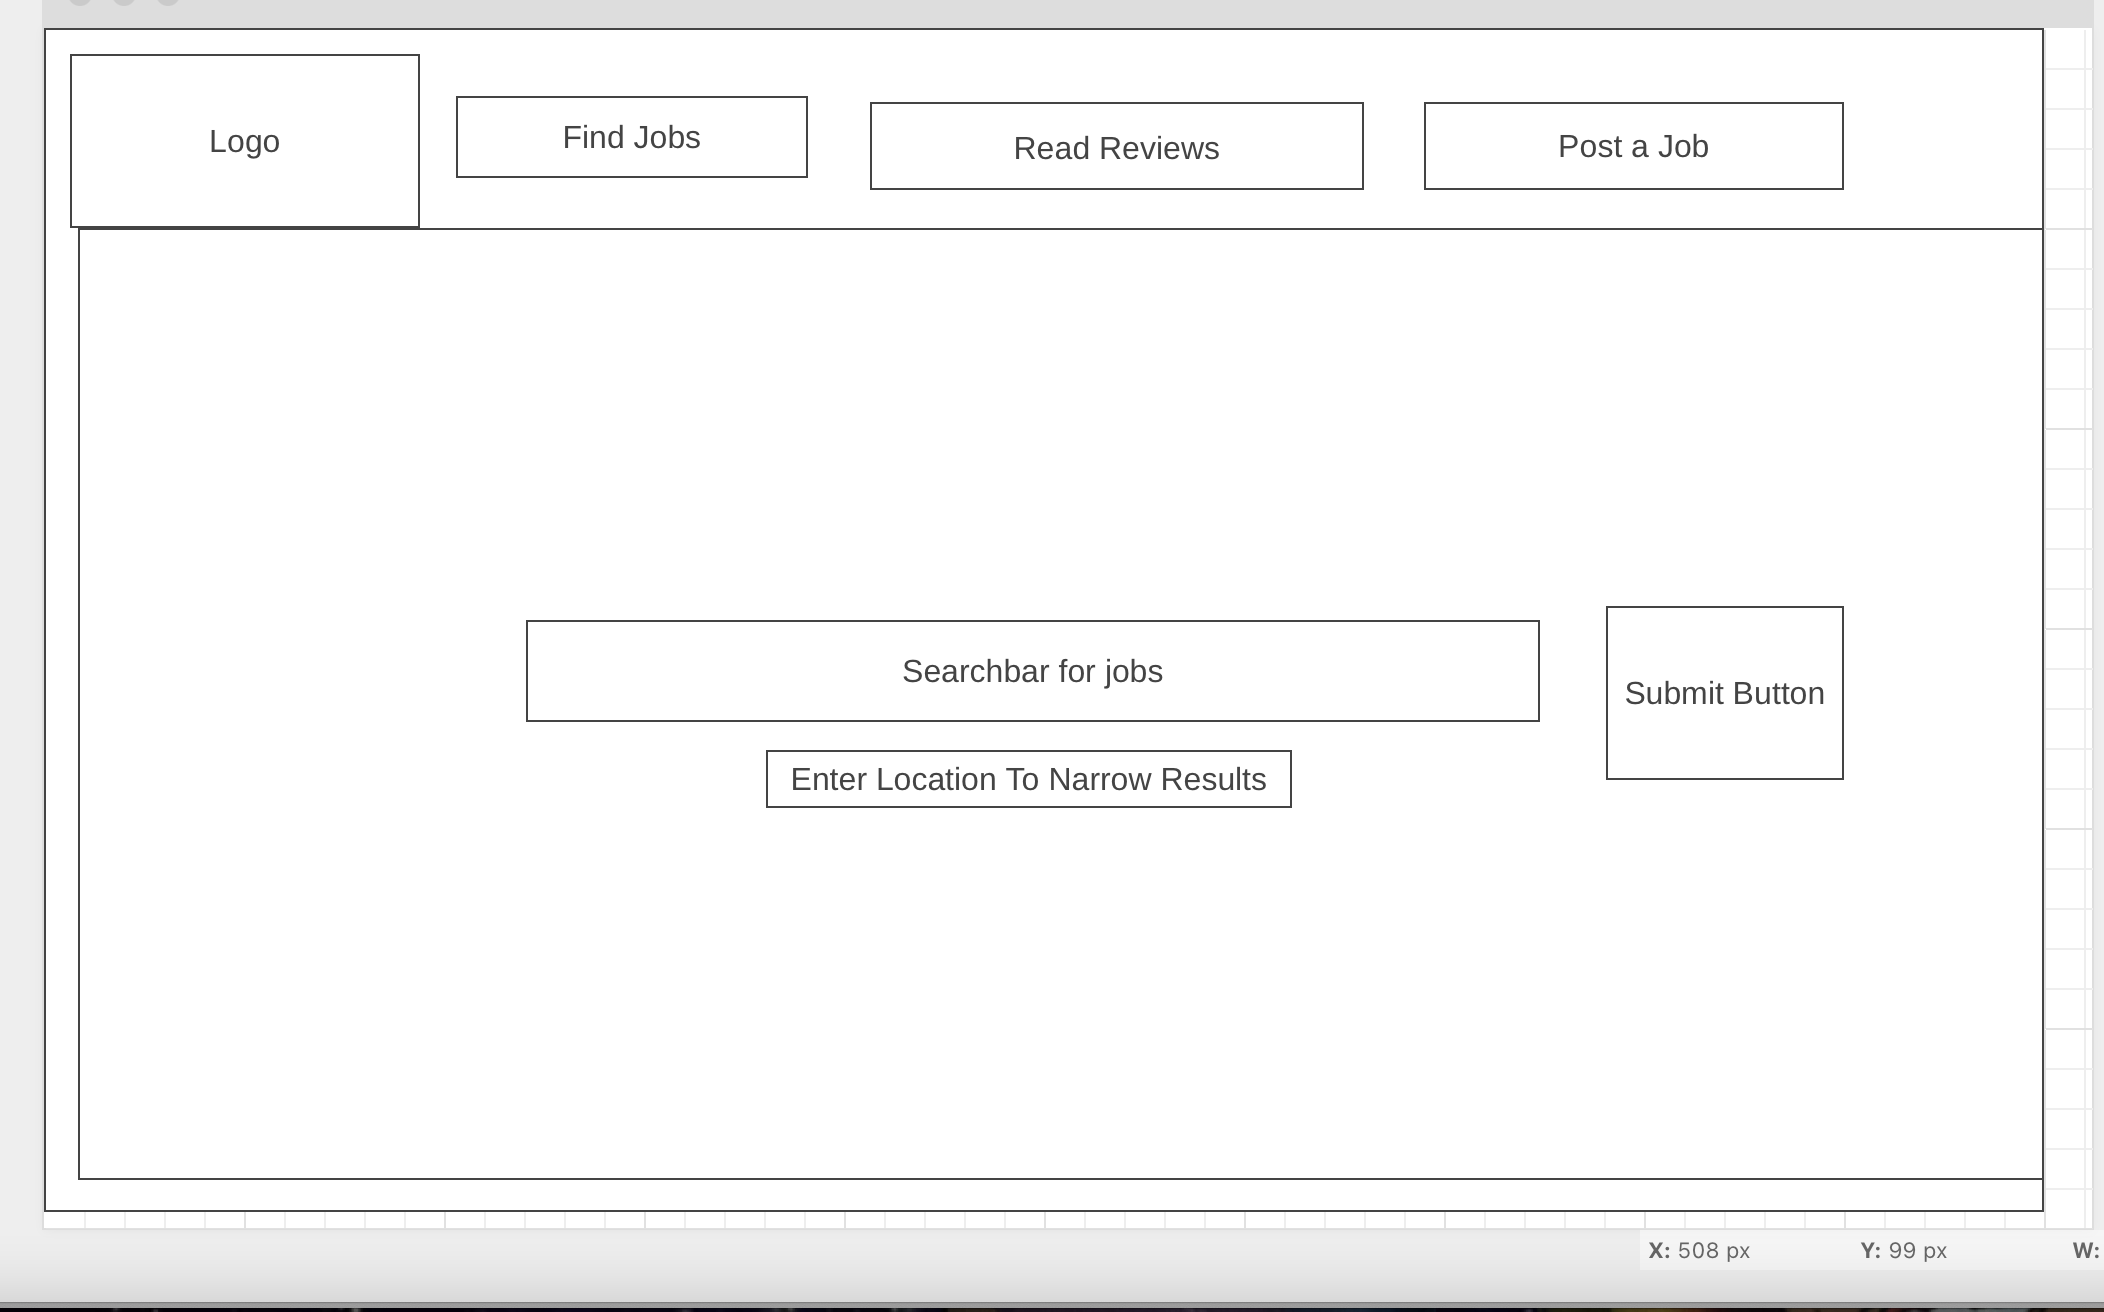 Logo
Find Jobs
Read Reviews
Post a Job
Searchbar for jobs
Submit Button
Enter Location To Narrow Results
X: 508 px Y: 99 px W: